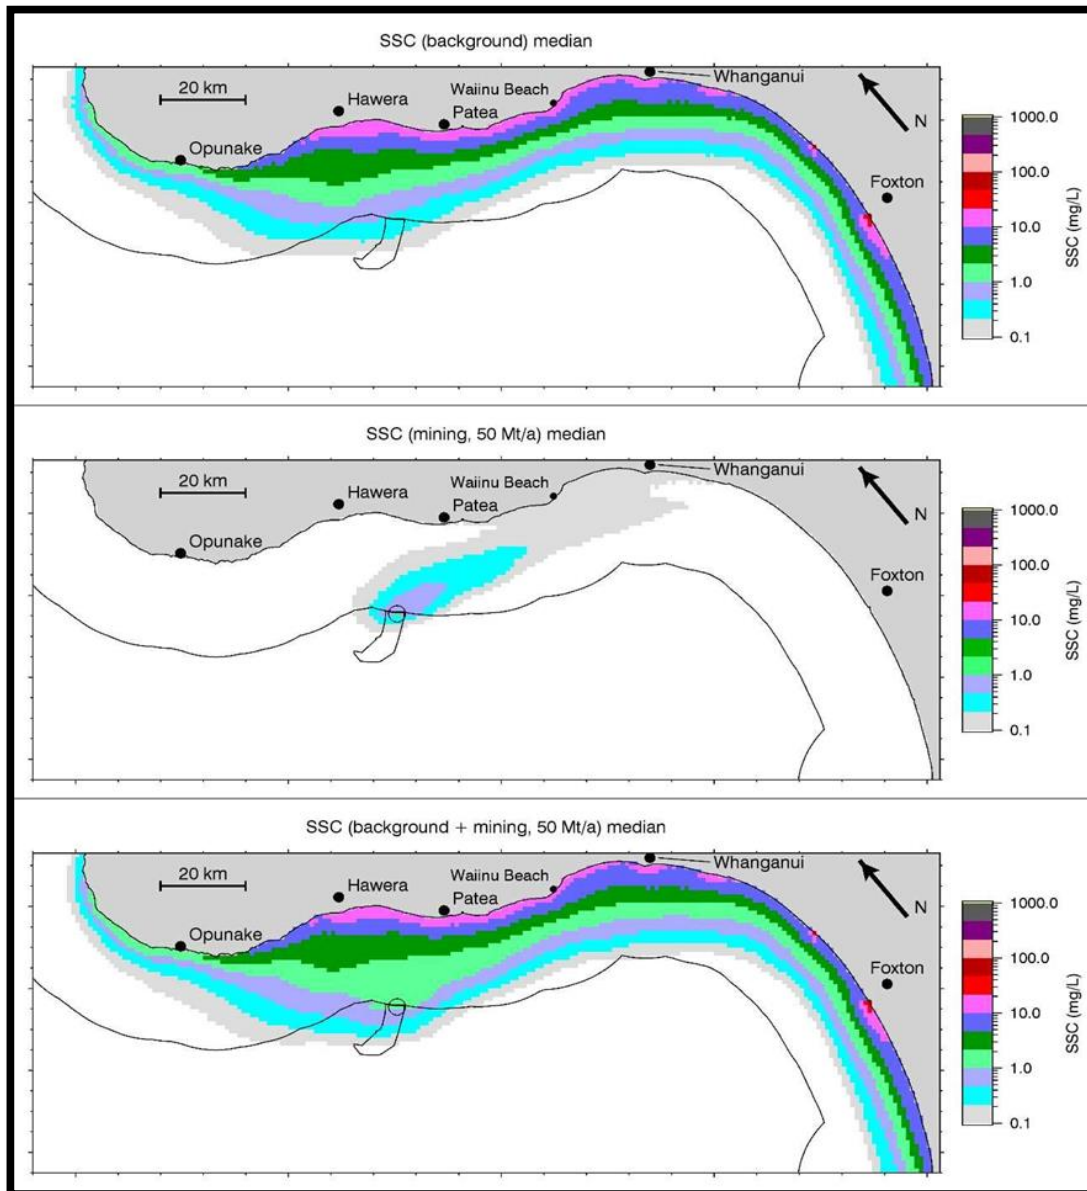 SSC (background) median
20 km
Hawera
Waiinu Beach
Patea
Whanganui
Opunake
N
Foxton
1000.0
100.0
10.0
1.0
0.1
SSC (mg/L)
SSC (mining, 50 Mt/a) median
20 km
Hawera
Waiinu Beach
Patea
Whanganui
Opunake
N
Foxton
1000.0
100.0
10.0
1.0
0.1
SSC (mg/L)
SSC (background + mining, 50 Mt/a) median
20 km
Hawera
Waiinu Beach
Patea
Whanganui
Opunake
N
Foxton
1000.0
100.0
10.0
1.0
0.1
SSC (mg/L)